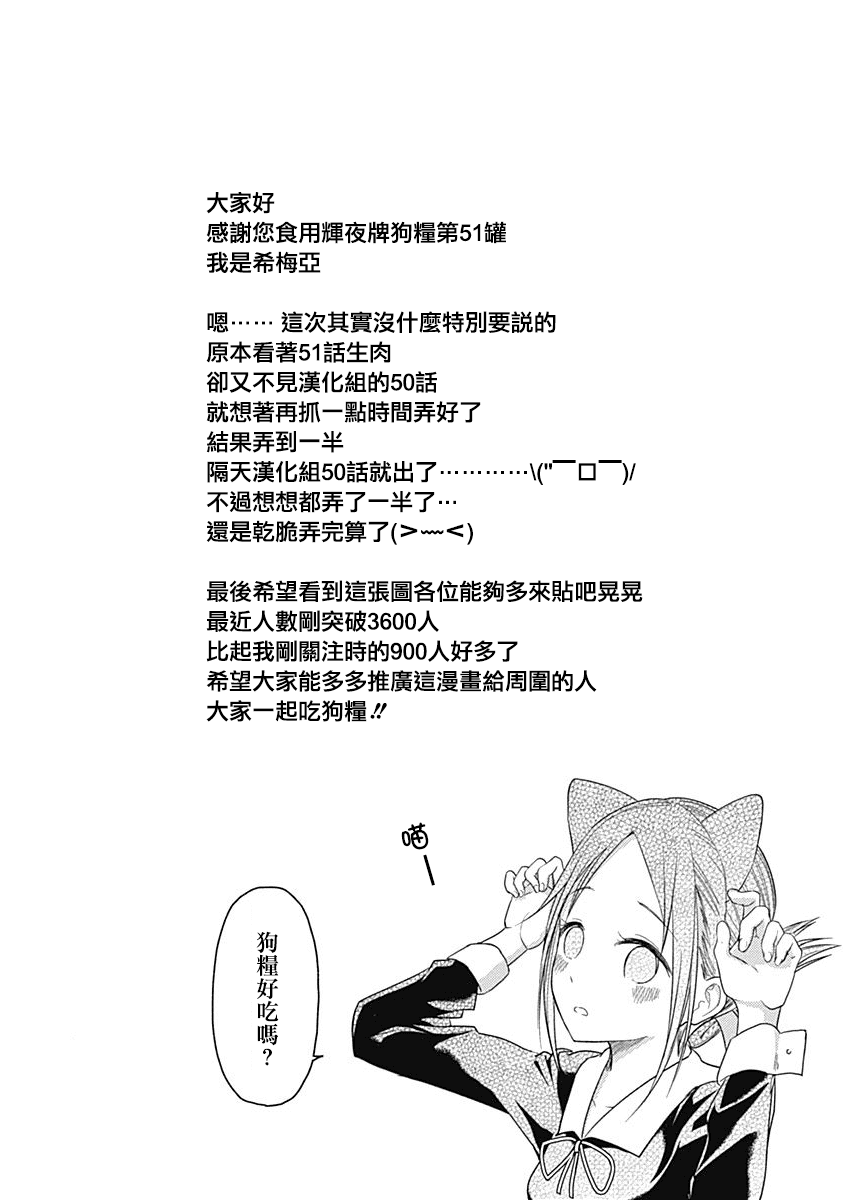 大家好
感謝您食用輝夜牌狗糧第51罐
我是希梅亞
嗯…… 這次其實沒什麼特別要説的
原本看著51話生肉
卻又不見漢化組的50話
就想著再抓一點時間弄好了
結果弄到一半
隔天漢化組50話就出了…………\("￣ロ￣)/
不過想想都弄了一半了…
還是乾脆弄完算了(＞﹏＜)
最後希望看到這張圖各位能夠多來貼吧晃晃
最近人數剛突破3600人
比起我剛關注時的900人好多了
希望大家能多多推廣這漫畫給周圍的人
大家一起吃狗糧!!
喵ー
狗糧好吃嗎？